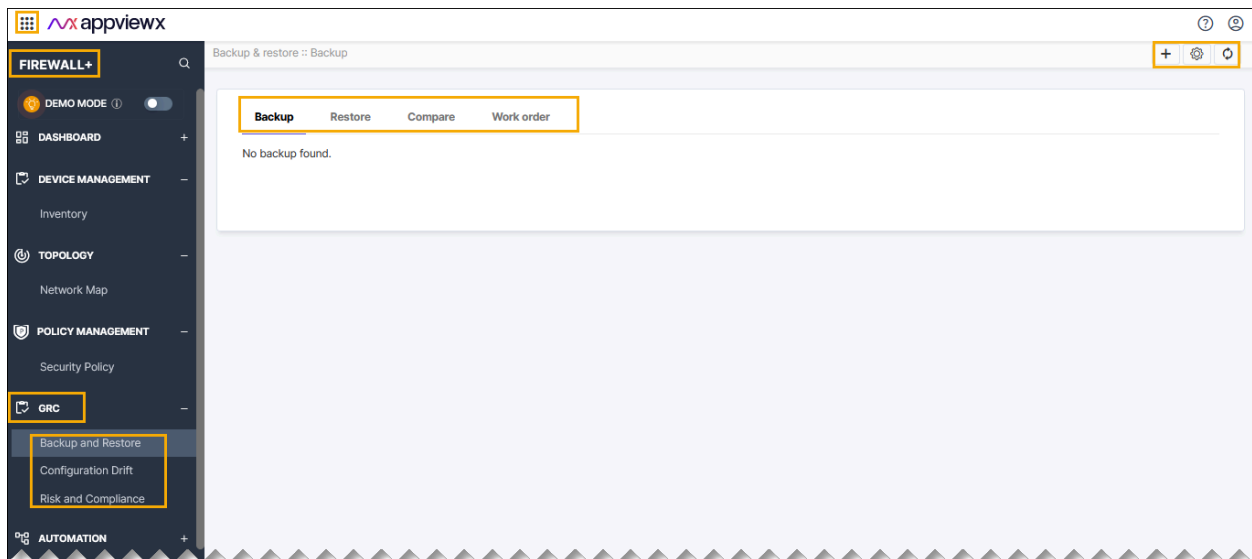 appviewx
FIREWALL+
Backup & restore :: Backup
DEMO MODE
DASHBOARD
DEVICE MANAGEMENT
Inventory
TOPOLOGY
Network Map
POLICY MANAGEMENT
Security Policy
GRC
Backup and Restore
Configuration Drift
Risk and Compliance
AUTOMATION
Backup Restore Compare Work order
No backup found.